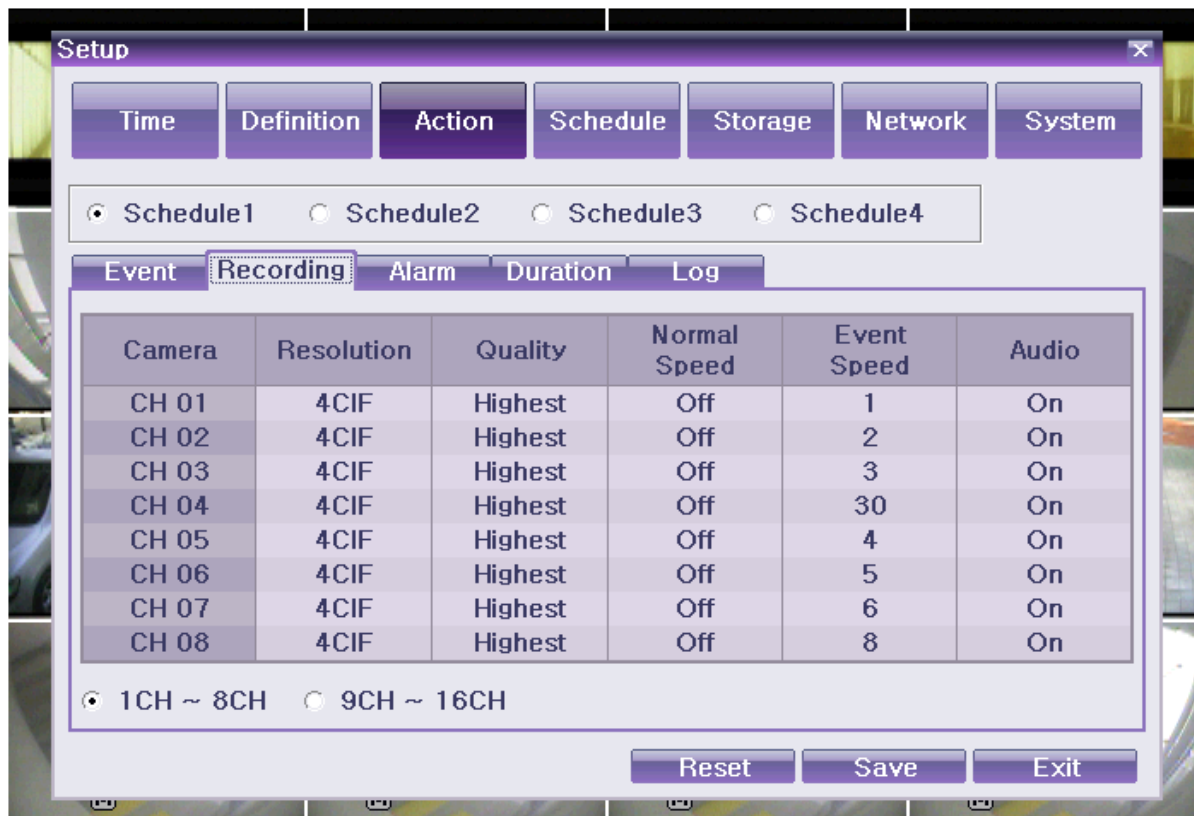 Setup
Time Definition Action Schedule Storage Network System
Schedule1 Schedule2 Schedule3 Schedule4
Event Recording Alarm Duration Log
Camera Resolution Quality Normal Speed Event Speed Audio
CH 01 4CIF Highest Off 1 On
CH 02 4CIF Highest Off 2 On
CH 03 4CIF Highest Off 3 On
CH 04 4CIF Highest Off 30 On
CH 05 4CIF Highest Off 4 On
CH 06 4CIF Highest Off 5 On
CH 07 4CIF Highest Off 6 On
CH 08 4CIF Highest Off 8 On
1CH ~ 8CH 9CH ~ 16CH
Reset Save Exit
M M M M